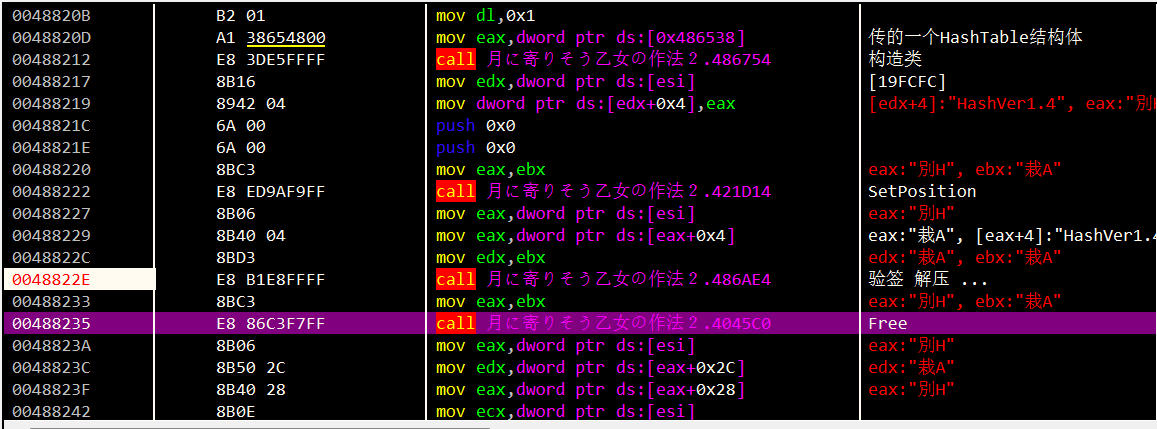 0048820B B2 01 mov dl,0x1
0048820D A1 38654800 mov eax,dword ptr ds:[0x486538] 传的一个HashTable结构体
00488212 E8 3DE5FFFF call 月に寄りそう乙女の作法２.486754 构造类
00488217 8B16 mov edx,dword ptr ds:[esi] [19FCFC]
00488219 8942 04 mov dword ptr ds:[edx+0x4],eax [edx+4]:"HashVer1.4", eax:"別H
0048821C 6A 00 push 0x0
0048821E 6A 00 push 0x0
00488220 8BC3 mov eax,ebx eax:"別H", ebx:"栽A"
00488222 E8 ED9AF9FF call 月に寄りそう乙女の作法２.421D14 SetPosition
00488227 8B06 mov eax,dword ptr ds:[esi] eax:"別H"
00488229 8B40 04 mov eax,dword ptr ds:[eax+0x4] eax:"栽A", [eax+4]:"HashVer1.4
0048822C 8BD3 mov edx,ebx edx:"栽A", ebx:"栽A"
0048822E E8 B1E8FFFF call 月に寄りそう乙女の作法２.486AE4 验签 解压 ...
00488233 8BC3 mov eax,ebx eax:"別H", ebx:"栽A"
00488235 E8 86C3F7FF call 月に寄りそう乙女の作法２.4045C0 Free
0048823A 8B06 mov eax,dword ptr ds:[esi] eax:"別H"
0048823C 8B50 2C mov edx,dword ptr ds:[eax+0x2C] edx:"栽A"
0048823F 8B40 28 mov eax,dword ptr ds:[eax+0x28] eax:"別H"
00488242 8B0E mov ecx,dword ptr ds:[esi]